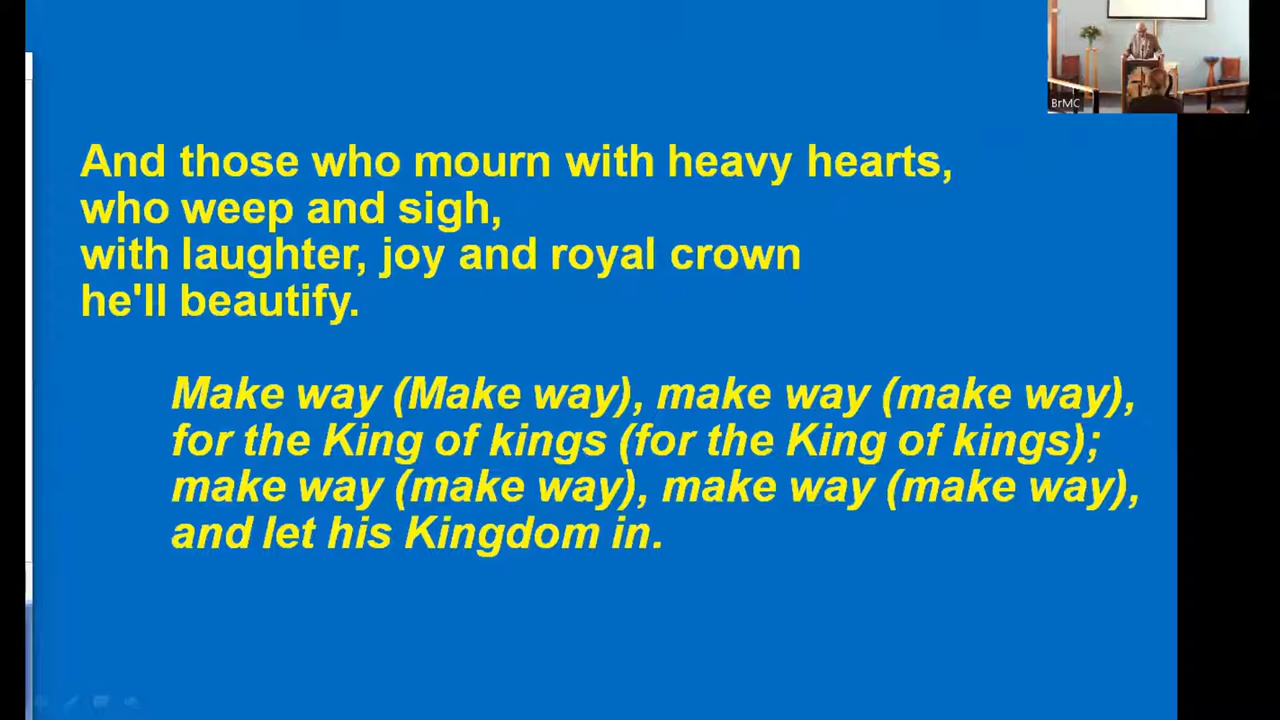 BrMC
And those who mourn with heavy hearts,
who weep and sigh,
with laughter, joy and royal crown
he'll beautify.
Make way (Make way), make way (make way),
for the King of kings (for the King of kings);
make way (make way), make way (make way),
and let his Kingdom in.